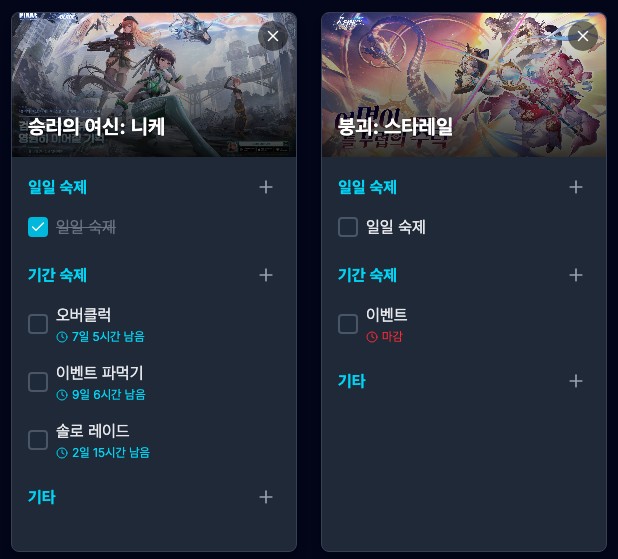 승리의 여신: 니케
일일 숙제
일일 숙제
기간 숙제
오버클럭
7일 5시간 남음
이벤트 파먹기
9일 6시간 남음
솔로 레이드
2일 15시간 남음
기타
붕괴: 스타레일
일일 숙제
일일 숙제
기간 숙제
이벤트
마감
기타